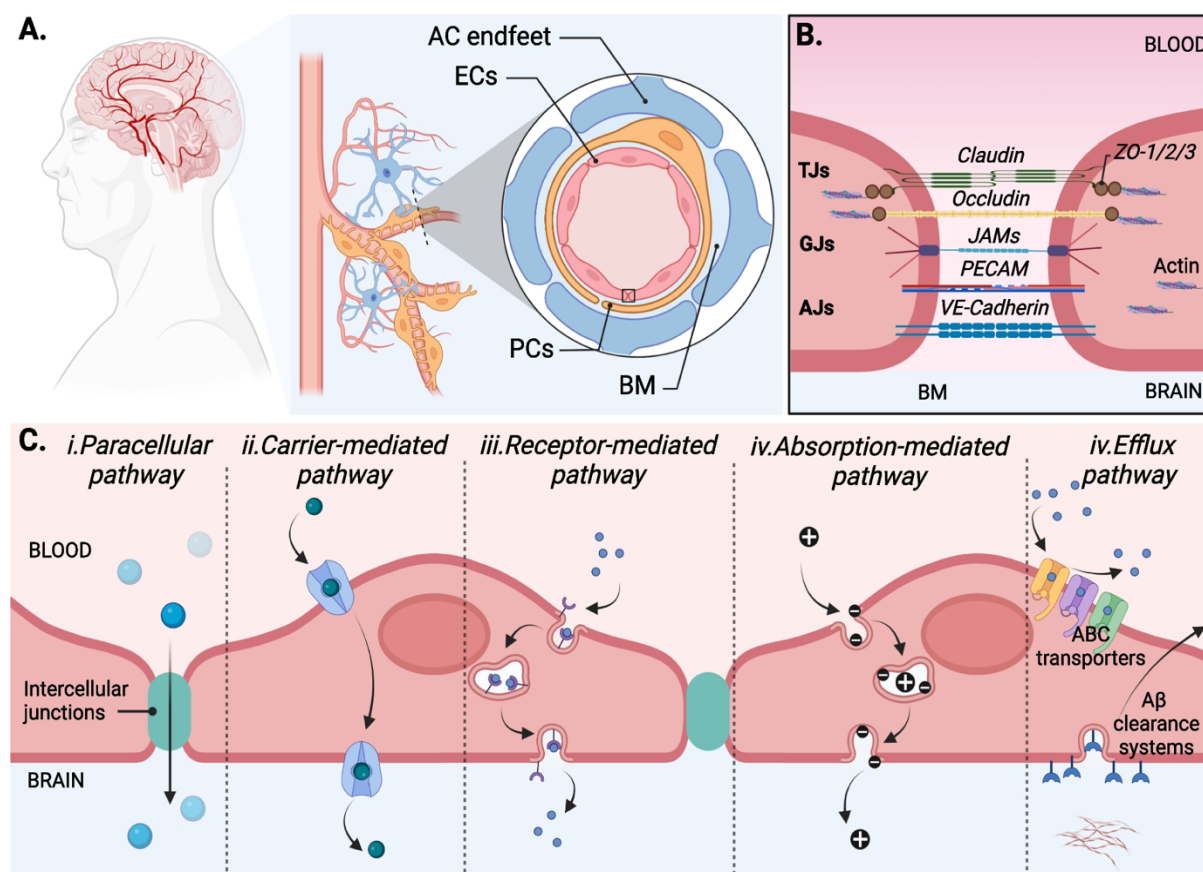 A.
AC endfeet
ECs
PCs
BM
B.
BLOOD
TJs
Claudin
ZO-1/2/3
Occludin
GJs
JAMs
PECAM
Actin
AJs
VE-Cadherin
BM
BRAIN
C.
i.Paracellular
pathway
ii.Carrier-mediated
pathway
iii.Receptor-mediated
pathway
iv.Absorption-mediated
pathway
iv.Efflux
pathway
BLOOD
Intercellular
junctions
BRAIN
ABC
transporters
Aβ
clearance
systems